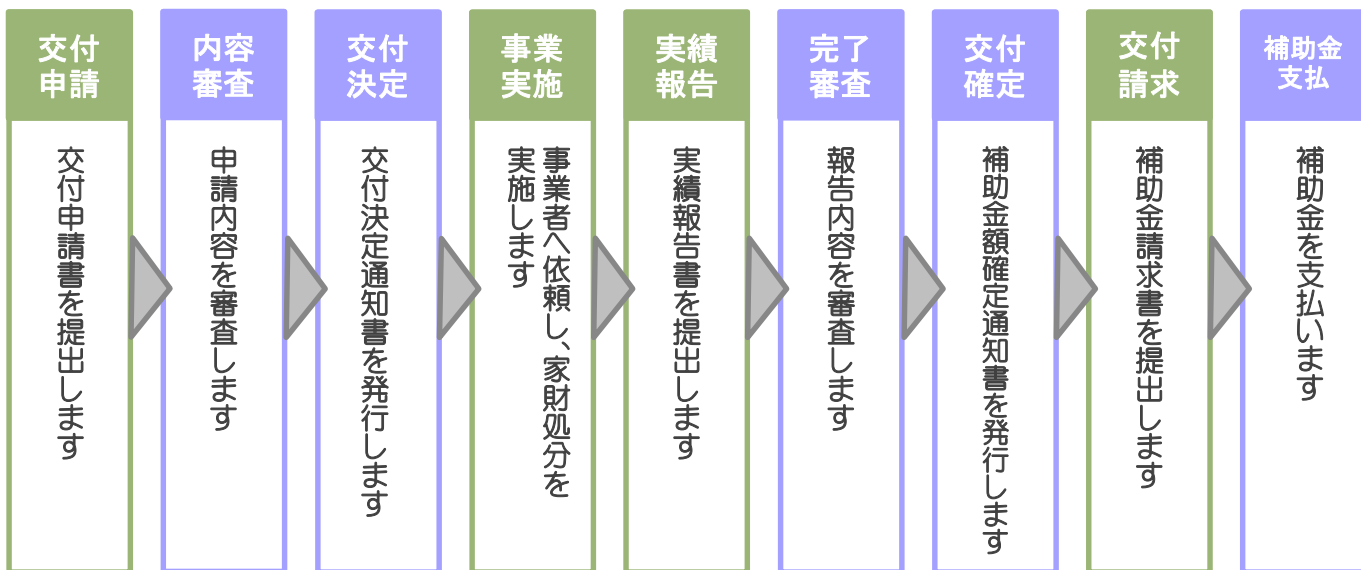 交付
申請
交付申請書を提出します
内容
審査
申請内容を審査します
交付
決定
交付決定通知書を発行します
事業
実施
事業者へ依頼し、家財処分を
実施します
実績
報告
実績報告書を提出します
完了
審査
報告内容を審査します
交付
確定
補助金額確定通知書を発行します
交付
請求
補助金請求書を提出します
補助金
支払
補助金を支払います